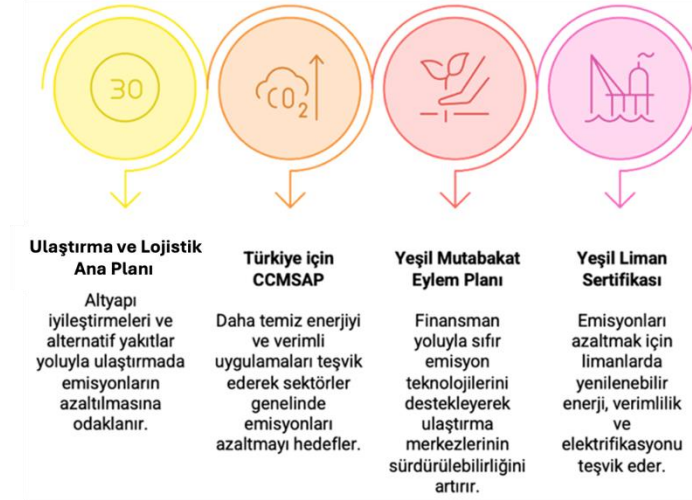 30
CO2
Ulaştırma ve Lojistik
Ana Planı
Altyapı
iyileştirmeleri ve
alternatif yakıtlar
yoluyla ulaştırmada
emisyonların
azaltılmasına
odaklanır.
Türkiye için
CCMSAP
Daha temiz enerjiyi
ve verimli
uygulamaları teşvik
ederek sektörler
genelinde
emisyonları
azaltmayı hedefler.
Yeşil Mutabakat
Eylem Planı
Finansman
yoluyla sıfır
emisyon
teknolojilerini
destekleyerek
ulaştırma
merkezlerinin
sürdürülebilirliğini
artırır.
Yeşil Liman
Sertifikası
Emisyonları
azaltmak için
limanlarda
yenilenebilir
enerji, verimlilik
ve
elektrifikasyonu
teşvik eder.